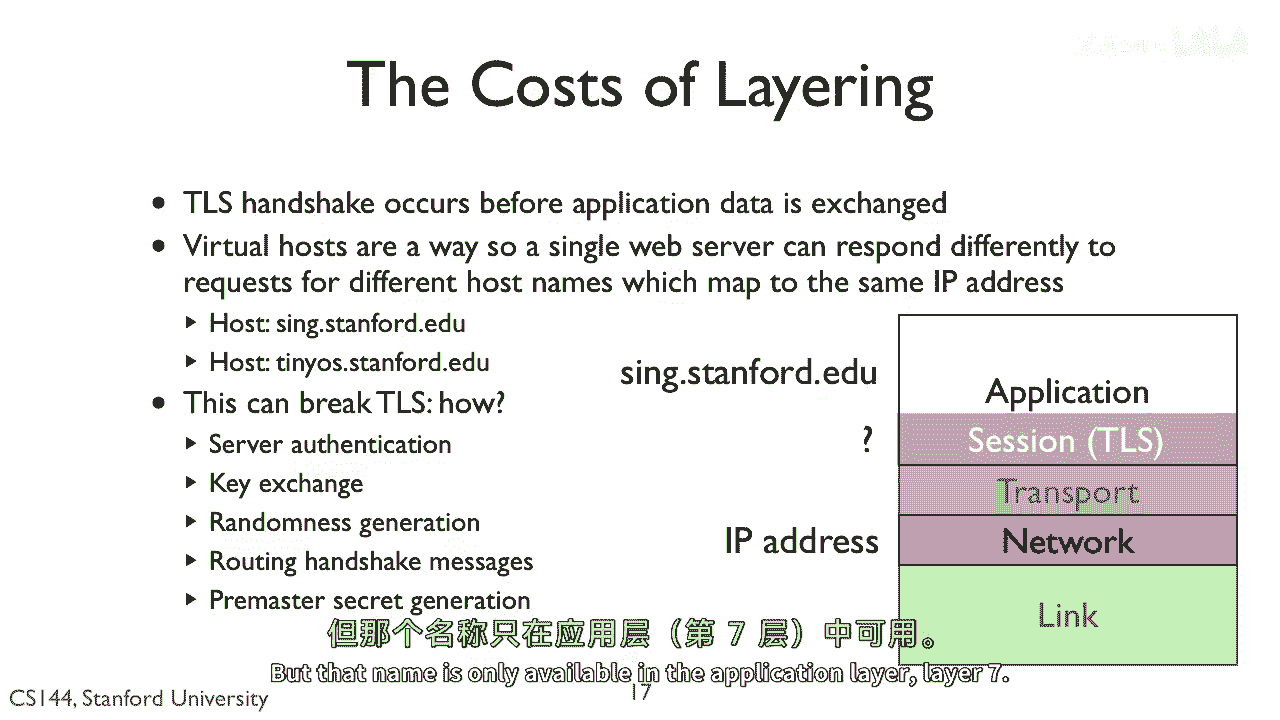 The Costs of Layering
TLS handshake occurs before application data is exchanged
Virtual hosts are a way so a single web server can respond differently to
requests for different host names which map to the same IP address
Host: sing.stanford.edu
Host: tinyos.stanford.edu
This can break TLS: how?
Server authentication
Key exchange
Randomness generation
Routing handshake messages
Premaster secret generation
sing.stanford.edu
?
IP address
Application
Session (TLS)
Transport
Network
Link
但那个名称只在应用层（第 7 层）中可用。
But that name is only available in the application layer, layer 7.
CS144, Stanford University
17